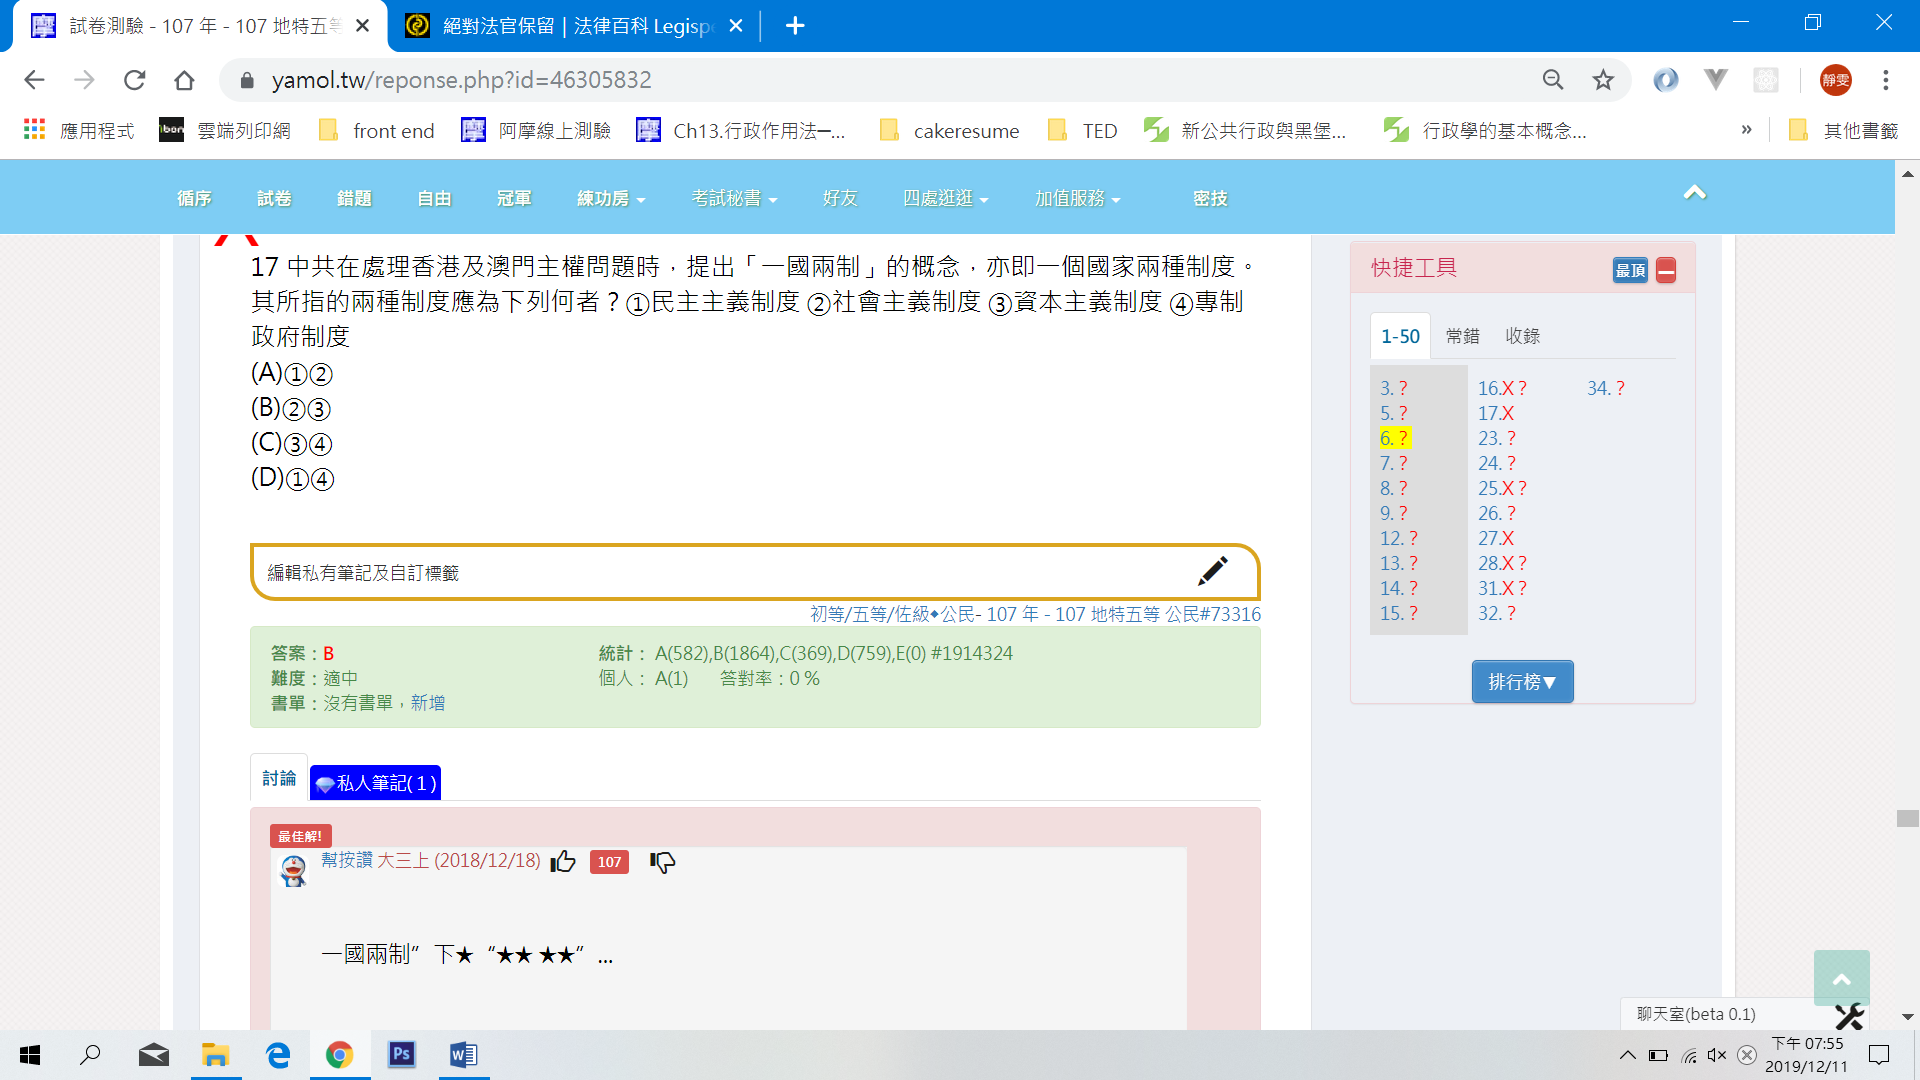 試卷測驗 - 107 年 - 107 地特五等
絕對法官保留 | 法律百科 Legisp
yamol.tw/reponse.php?id=46305832
靜雯
應用程式
ibon
雲端列印網
front end
阿摩線上測驗
Ch13.行政作用法─...
cakeresume
TED
新公共行政與黑堡...
行政學的基本概念...
»
其他書籤
循序 試卷 錯題 自由 冠軍 練功房 考試秘書 好友 四處逛逛 加值服務 密技
17 中共在處理香港及澳門主權問題時，提出「一國兩制」的概念，亦即一個國家兩種制度。
其所指的兩種制度應為下列何者？①民主主義制度 ②社會主義制度 ③資本主義制度 ④專制
政府制度
(A)①②
(B)②③
(C)③④
(D)①④
編輯私有筆記及自訂標籤
初等/五等/佐級◆公民- 107 年 - 107 地特五等 公民#73316
答案：B
難度：適中
書單：沒有書單，新增
統計： A(582),B(1864),C(369),D(759),E(0) #1914324
個人： A(1) 答對率：0 %
討論
私人筆記( 1 )
最佳解!
幫按讚 大三上 (2018/12/18) 107
一國兩制” 下★“★★ ★★” ...
快捷工具
最頂
1-50 常錯 收錄
3. ?
5. ?
6. ?
7. ?
8. ?
9. ?
12. ?
13. ?
14. ?
15. ?
16.X ?
17.X
23. ?
24. ?
25.X ?
26. ?
27.X
28.X ?
31.X ?
32. ?
34. ?
排行榜▼
聊天室(beta 0.1)
Ps
下午 07:55
2019/12/11